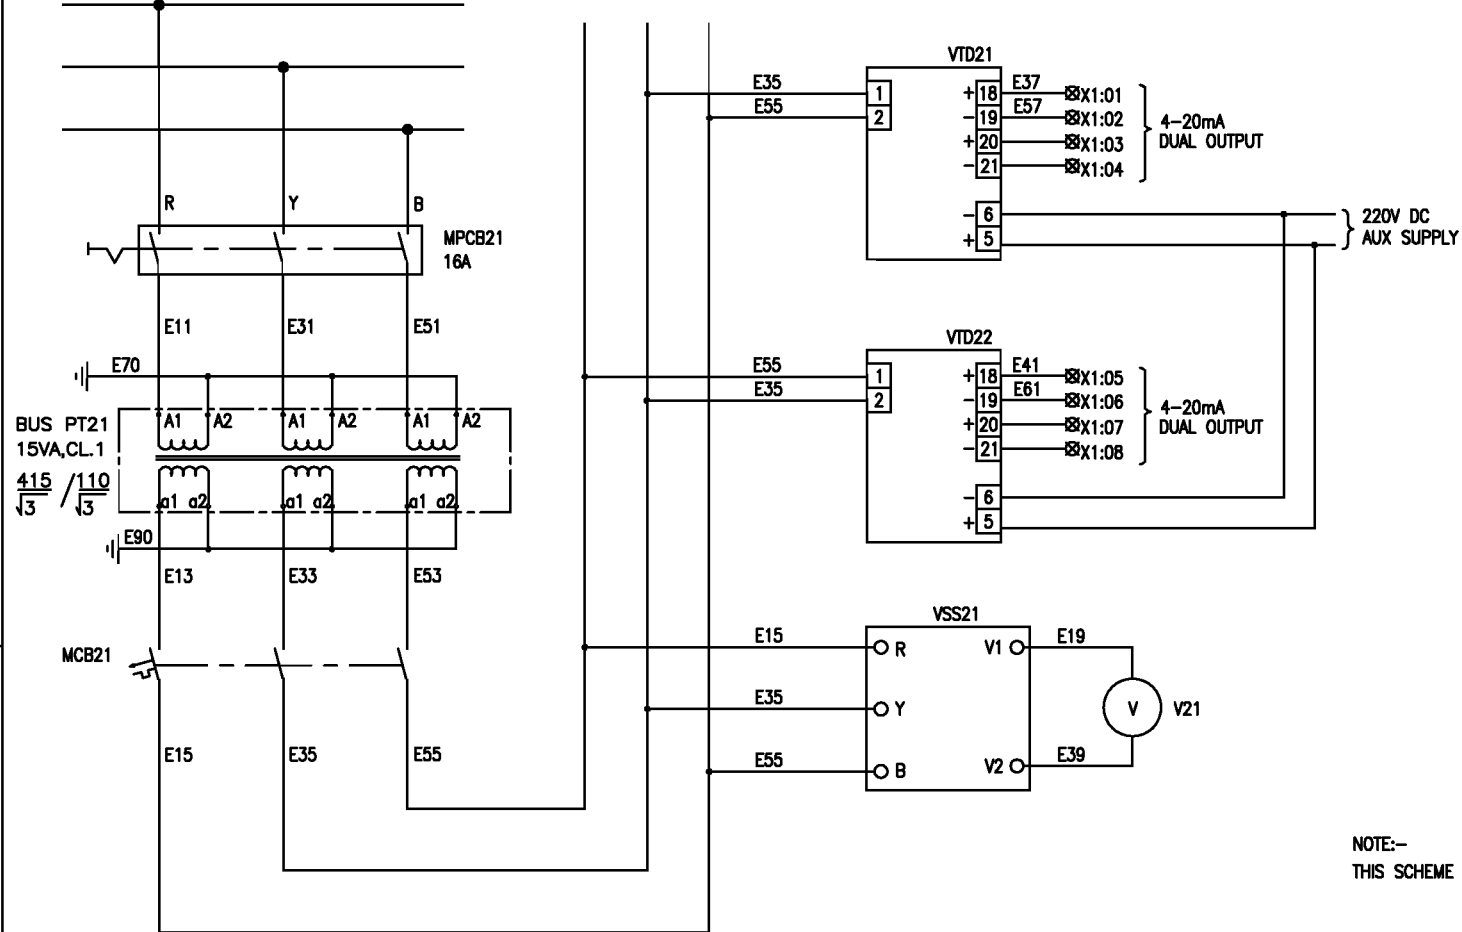 R
Y
B
MPCB21
16A
E11
E31
E51
E70
A1
A2
A1
A2
A1
A2
BUS PT21
15VA,CL.1
415/√3 / 110/√3
a1 a2
a1 a2
a1 a2
E90
E13
E33
E53
MCB21
E15
E35
E55
VTD21
E35
1
E55
2
+ 18 E37 X1:01
- 19 E57 X1:02
+ 20 X1:03
- 21 X1:04
4-20mA
DUAL OUTPUT
- 6
+ 5
220V DC
AUX SUPPLY
VTD22
E55
1
E35
2
+ 18 E41 X1:05
- 19 E61 X1:06
+ 20 X1:07
- 21 X1:08
4-20mA
DUAL OUTPUT
- 6
+ 5
VSS21
E15
R
V1
E19
E35
Y
V
V21
E55
B
V2
E39
NOTE:-
THIS SCHEME